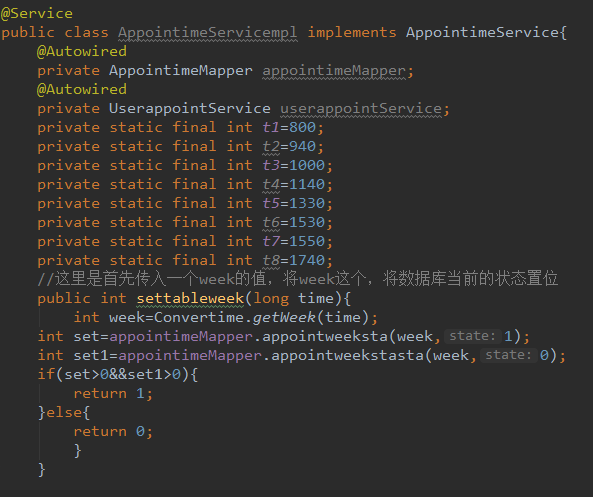 @Service
public class AppointimeServicempl implements AppointimeService{
@Autowired
private AppointimeMapper appointimeMapper;
@Autowired
private UserappointService userappointService;
private static final int t1=800;
private static final int t2=940;
private static final int t3=1000;
private static final int t4=1140;
private static final int t5=1330;
private static final int t6=1530;
private static final int t7=1550;
private static final int t8=1740;
//这里是首先传入一个week的值，将week这个，将数据库当前的状态置位
public int settableweek(long time){
int week=Convertime.getWeek(time);
int set=appointimeMapper.appointweeksta(week, state: 1);
int set1=appointimeMapper.appointweekstasta(week, state: 0);
if(set>0&&set1>0){
return 1;
}else{
return 0;
}
}